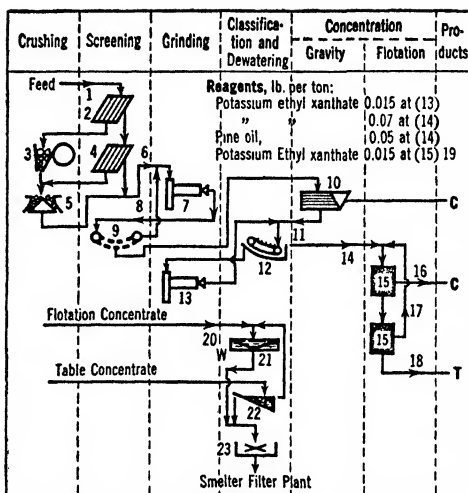 Crushing Screening Grinding Classifica- tion and Dewatering Concentration Pro- ducts
Gravity Flotation
Feed
Reagents, lb. per ton:
Potassium ethyl xanthate 0.015 at (13)
" " 0.07 at (14)
Pine oil, 0.05 at (14)
Potassium Ethyl xanthate 0.015 at (15) 19
1
2
3
4
5
6
7
8
9
10
C
11
12
13
14
15
16
C
17
15
18
T
Flotation Concentrate
20
W
21
Table Concentrate
22
23
Smelter Filter Plant